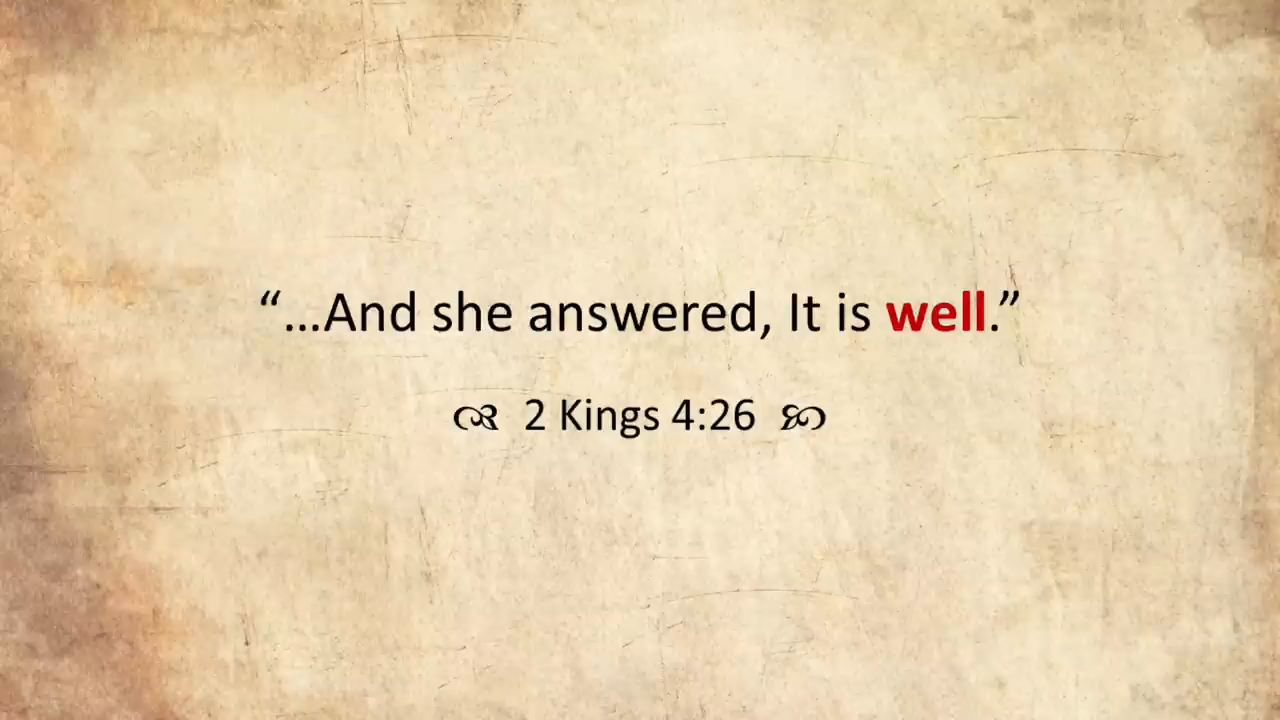 “…And she answered, It is well.”
2 Kings 4:26